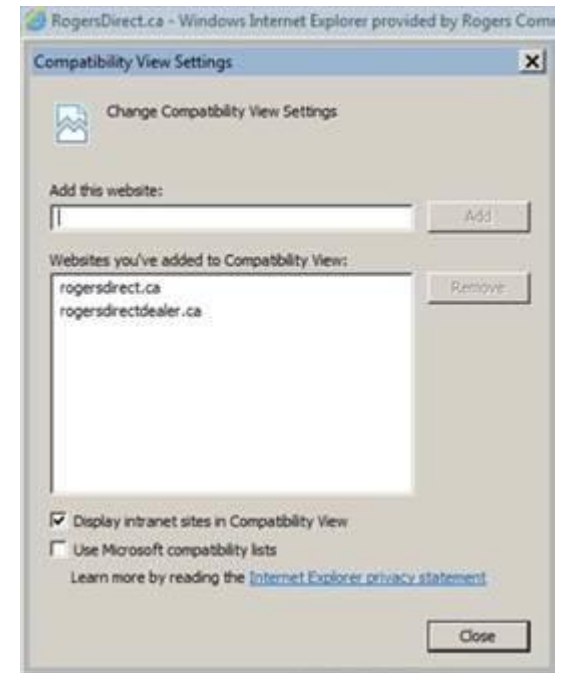 RogersDirect.ca - Windows Internet Explorer provided by Rogers
Compatibility View Settings
Change Compatibility View Settings
Add this website:
Add
Websites you've added to Compatibility View:
rogersdirect.ca
Remove
rogersdirectdealer.ca
Display intranet sites in Compatibility View
Use Microsoft compatibility lists
Learn more by reading the Internet Explorer privacy statement
Close